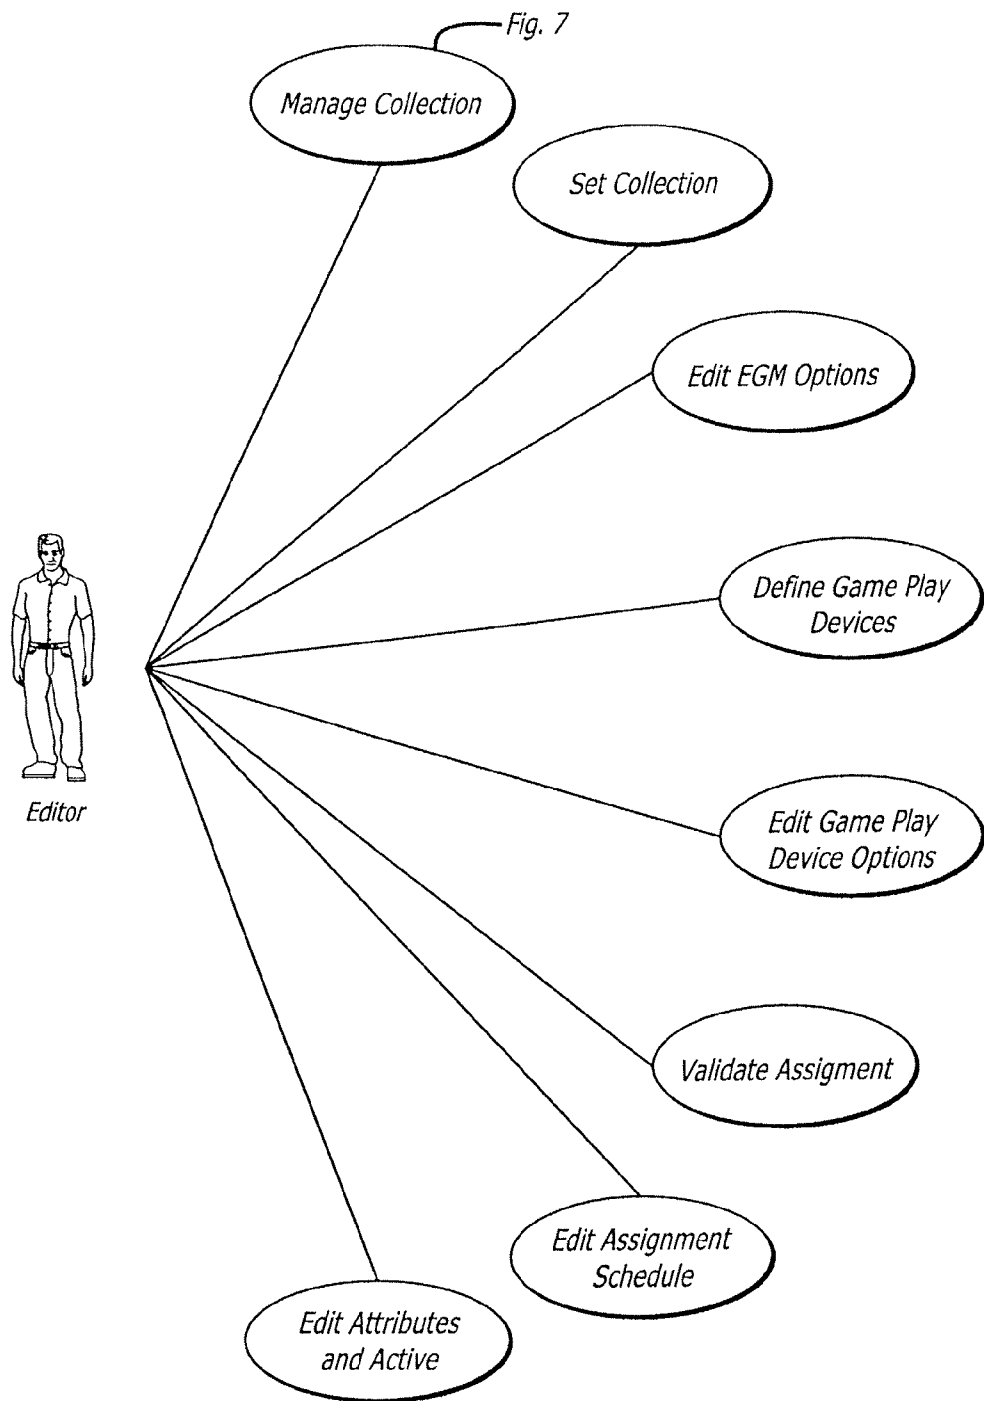 Fig. 7
Manage Collection
Set Collection
Edit EGM Options
Define Game Play
Devices
Editor
Edit Game Play
Device Options
Validate Assigment
Edit Assignment
Schedule
Edit Attributes
and Active